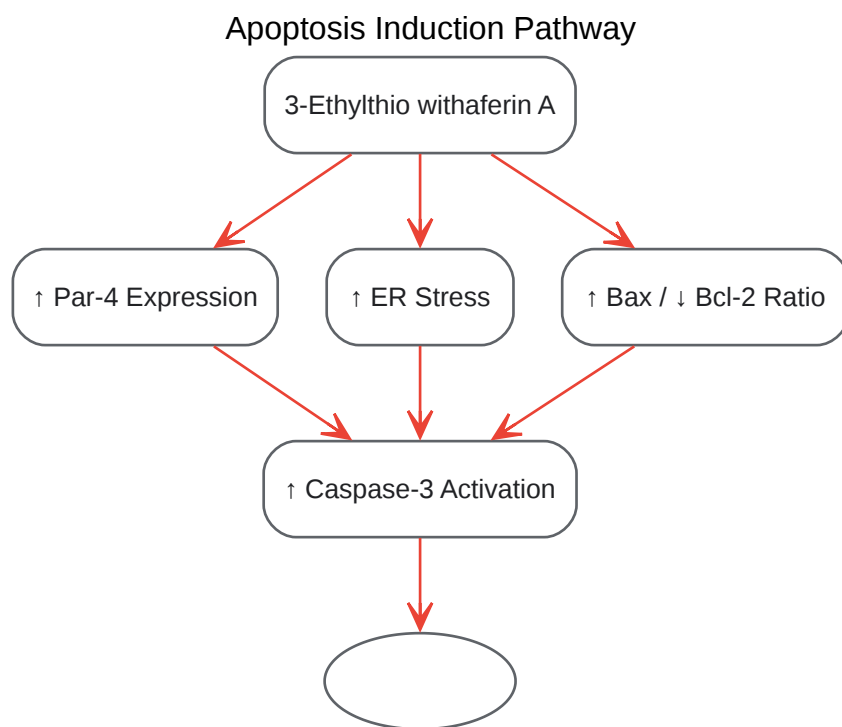 Apoptosis Induction Pathway
3-Ethylthio withaferin A
↑ Par-4 Expression
↑ ER Stress
↑ Bax / ↓ Bcl-2 Ratio
↑ Caspase-3 Activation